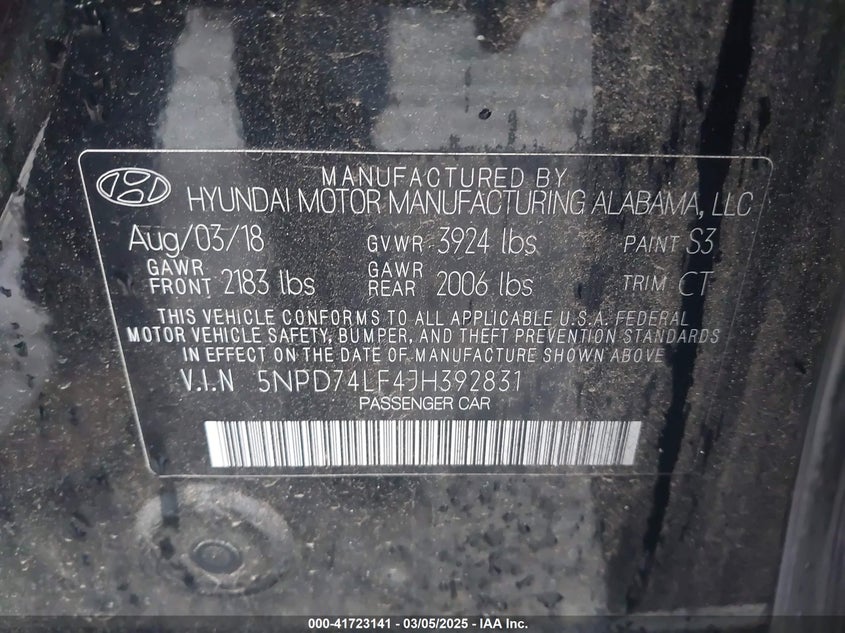 MANUFACTURED BY
HYUNDAI MOTOR MANUFACTURING ALABAMA, LLC
Aug/03/18 GVWR 3924 lbs PAINT S3
GAWR FRONT 2183 lbs GAWR REAR 2006 lbs TRIM CT
THIS VEHICLE CONFORMS TO ALL APPLICABLE U.S.A. FEDERAL
MOTOR VEHICLE SAFETY, BUMPER, AND THEFT PREVENTION STANDARDS
IN EFFECT ON THE DATE OF MANUFACTURE SHOWN ABOVE
V.I.N 5NPD74LF4JH392831
PASSENGER CAR
000-41723141 - 03/05/2025 - IAA Inc.